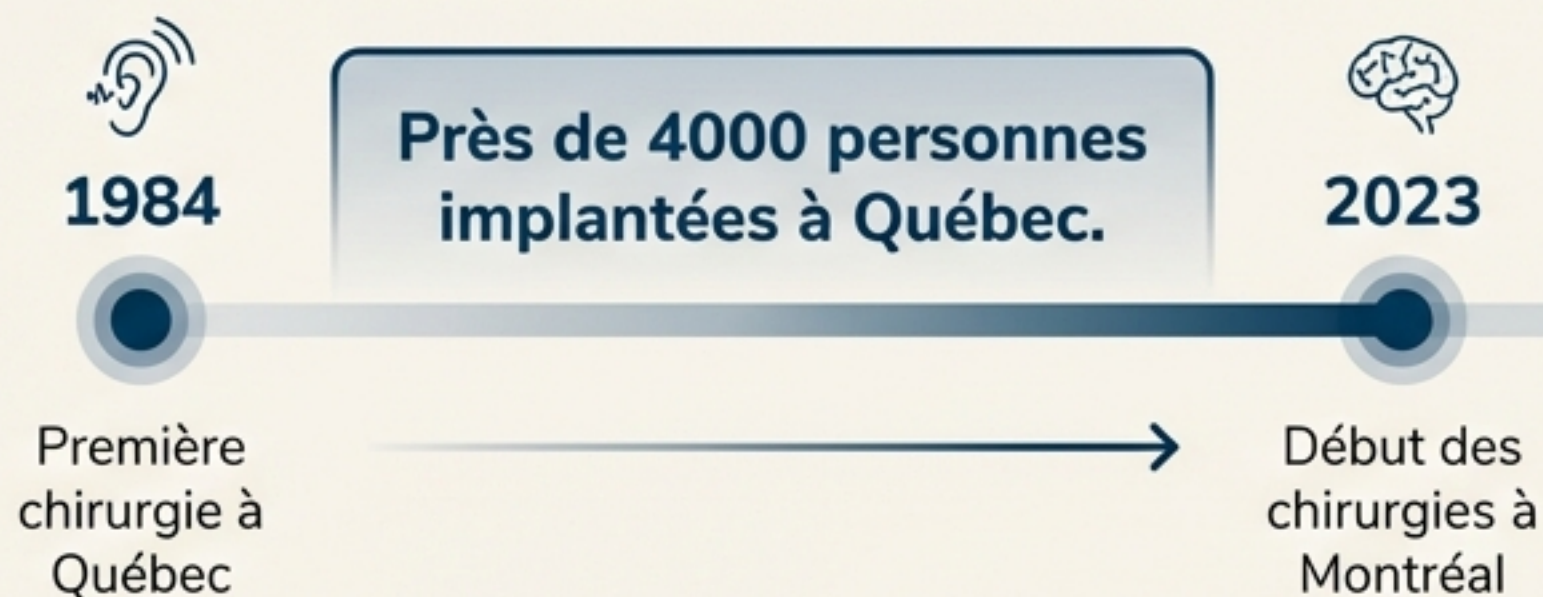 Près de 4000 personnes
implantées à Québec.
1984
2023
Première
chirurgie à
Québec
Début des
chirurgies à
Montréal